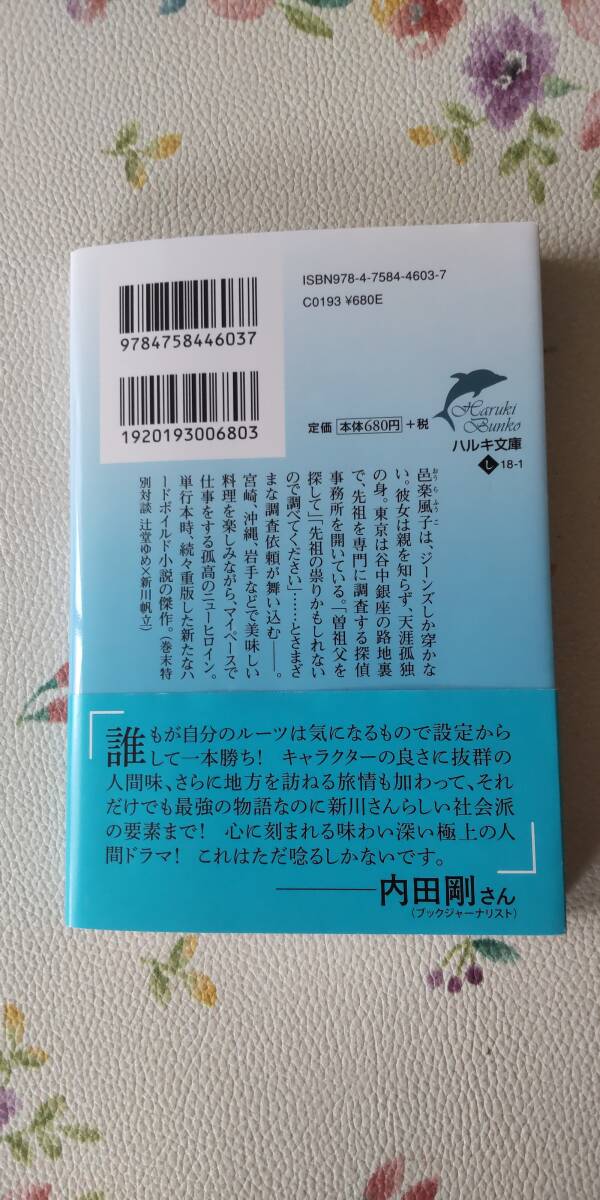 ISBN978-4-7584-4603-7
C0193 ¥680E
9784758446037
1920193006803
定価 本体680円 +税
Haruki
Bunko
ハルキ文庫
し 18-1
おうらふうこ
邑楽風子は、ジーンズしか穿かな
い。彼女は親を知らず、天涯孤独
の身。東京は谷中銀座の路地裏
で、先祖を専門に調査する探偵
事務所を開いている。「曽祖父を
探して」「先祖の祟りかもしれない
ので調べてください」……とさまざ
まな調査依頼が舞い込む――。
宮崎、沖縄、岩手などで美味しい
料理を楽しみながら、マイペースで
仕事をする孤高のニューヒロイン。
単行本時、続々重版した新たなハ
ードボイルド小説の傑作。(巻末特
別対談 辻堂ゆめ×新川帆立)
「誰もが自分のルーツは気になるもので設定から
して一本勝ち! キャラクターの良さに抜群の
人間味、さらに地方を訪ねる旅情も加わって、それ
だけでも最強の物語なのに新川さんらしい社会派
の要素まで! 心に刻まれる味わい深い極上の人
間ドラマ! これはただ唸るしかないです。」
――内田剛さん
(ブックジャーナリスト)